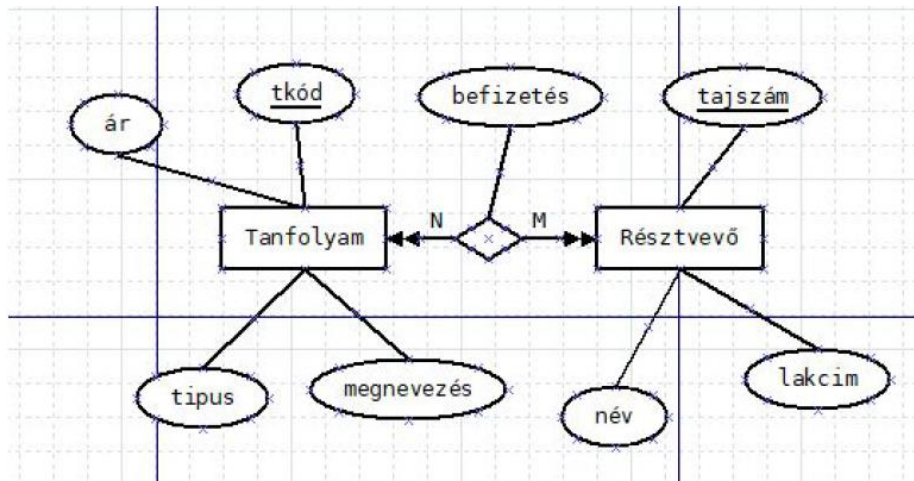 ár
tkód
befizetés
tajszám
Tanfolyam
N
M
Résztvevő
tipus
megnevezés
név
lakcim